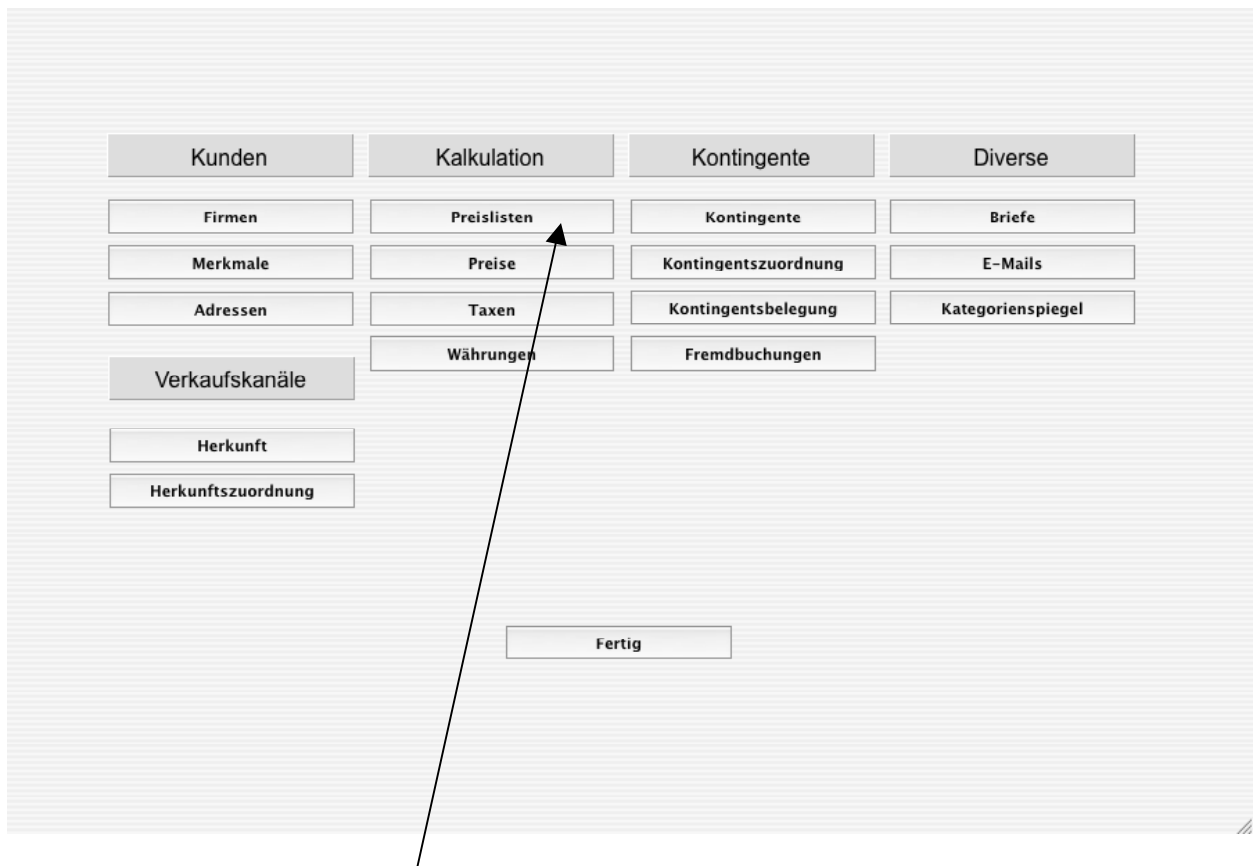 Kunden
Kalkulation
Kontingente
Diverse
Firmen
Preislisten
Kontingente
Briefe
Merkmale
Preise
Kontingentszuordnung
E-Mails
Adressen
Taxen
Kontingentsbelegung
Kategorienspiegel
Währungen
Fremdbuchungen
Verkaufskanäle
Herkunft
Herkunftszuordnung
Fertig